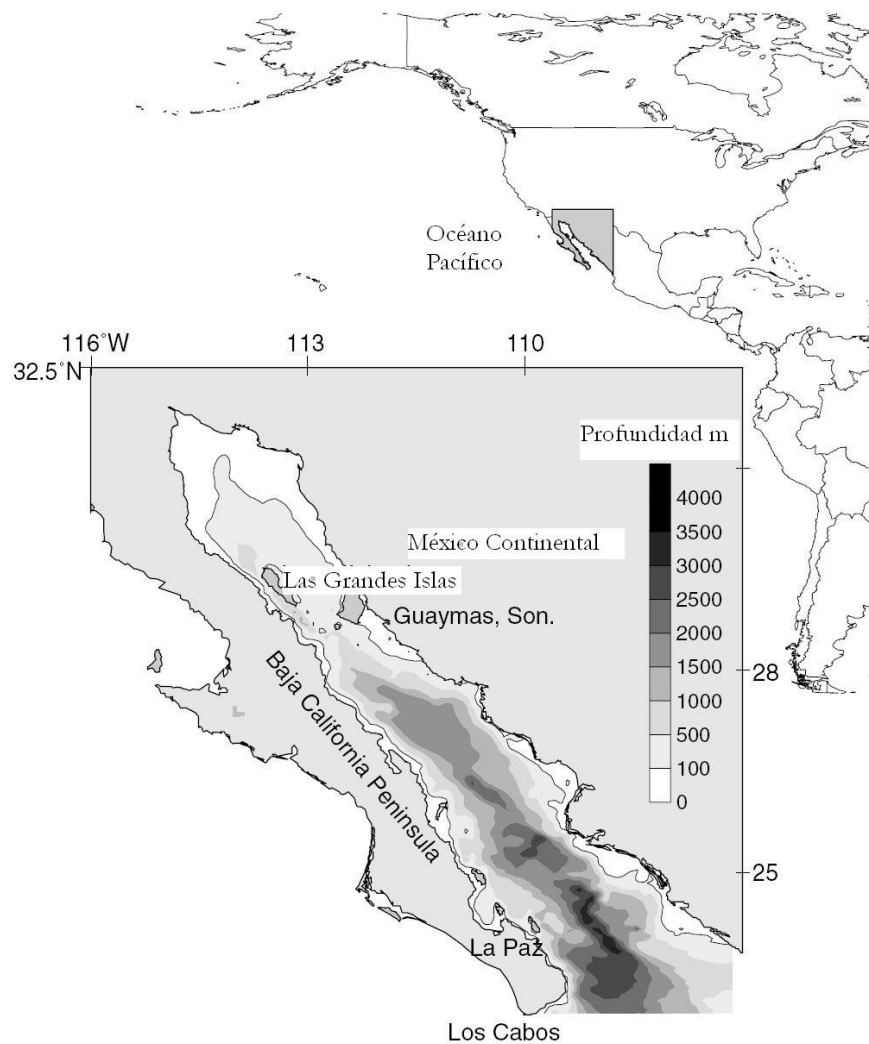 Océano
Pacífico
116°W
113
110
32.5°N
Profundidad m
4000
3500
3000
2500
2000
1500
1000
500
100
0
México Continental
Las Grandes Islas
Guaymas, Son.
28
Baja California Peninsula
25
La Paz
Los Cabos